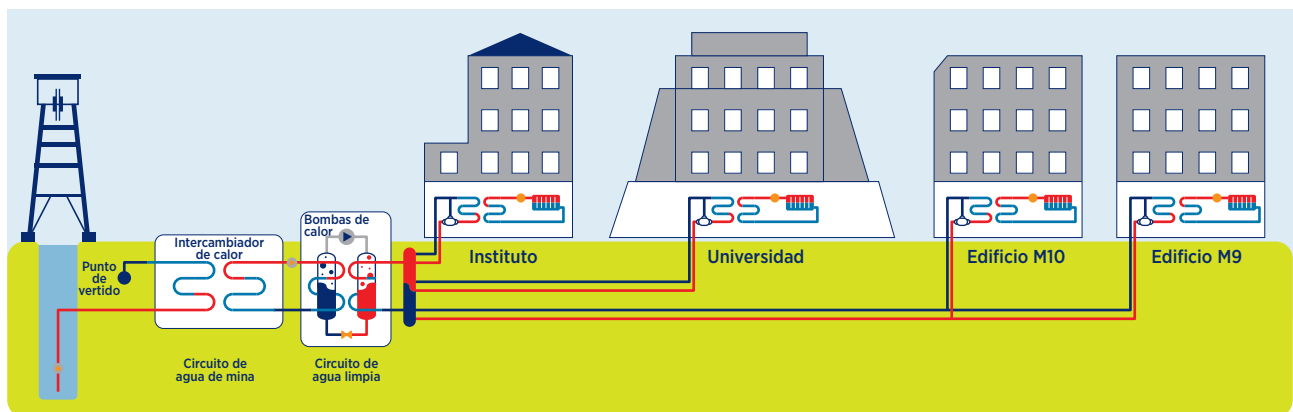 Punto
de
vertido
Intercambiador
de calor
Bombas de
calor
Circuito de
agua de mina
Circuito de
agua limpia
Instituto
Universidad
Edificio M10
Edificio M9